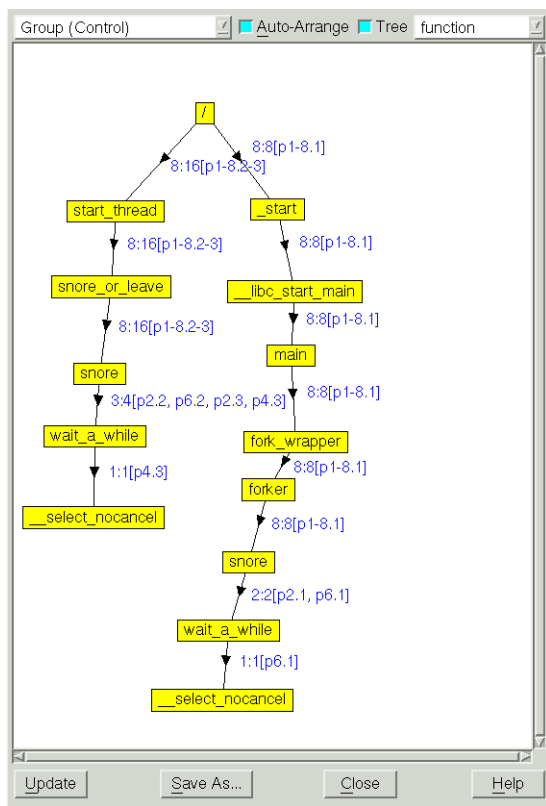 Group (Control) Auto-Arrange Tree function
/
8:8[p1-8.1]
8:16[p1-8.2-3]
start_thread _start
8:16[p1-8.2-3] 8:8[p1-8.1]
snore_or_leave __libc_start_main
8:16[p1-8.2-3] 8:8[p1-8.1]
main
snore
3:4[p2.2, p6.2, p2.3, p4.3] 8:8[p1-8.1]
wait_a_while fork_wrapper
1:1[p4.3] 8:8[p1-8.1]
forker
__select_nocancel 8:8[p1-8.1]
snore
2:2[p2.1, p6.1]
wait_a_while
1:1[p6.1]
__select_nocancel
Update Save As... Close Help